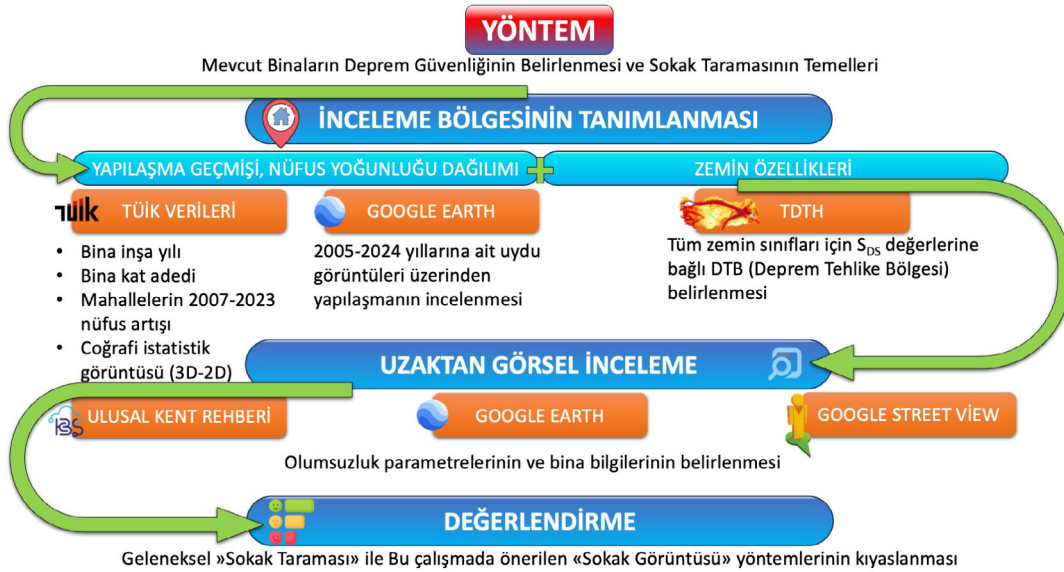 YÖNTEM
Mevcut Binaların Deprem Güvenliğinin Belirlenmesi ve Sokak Taramasının Temelleri
İNCELEME BÖLGESİNİN TANIMLANMASI
YAPILAŞMA GEÇMİŞİ, NÜFUS YOĞUNLUĞU DAĞILIMI
ZEMİN ÖZELLİKLERİ
TÜİK
TÜİK VERİLERİ
• Bina inşa yılı
• Bina kat adedi
• Mahallelerin 2007-2023
nüfus artışı
• Coğrafi istatistik
görüntüsü (3D-2D)
GOOGLE EARTH
2005-2024 yıllarına ait uydu
görüntüleri üzerinden
yapılaşmanın incelenmesi
TDTH
Tüm zemin sınıfları için SDS değerlerine
bağlı DTB (Deprem Tehlike Bölgesi)
belirlenmesi
UZAKTAN GÖRSEL İNCELEME
ULUSAL KENT REHBERİ
GOOGLE EARTH
GOOGLE STREET VİEW
Olumsuzluk parametrelerinin ve bina bilgilerinin belirlenmesi
DEĞERLENDİRME
Geleneksel »Sokak Taraması» ile Bu çalışmada önerilen «Sokak Görüntüsü» yöntemlerinin kıyaslanması